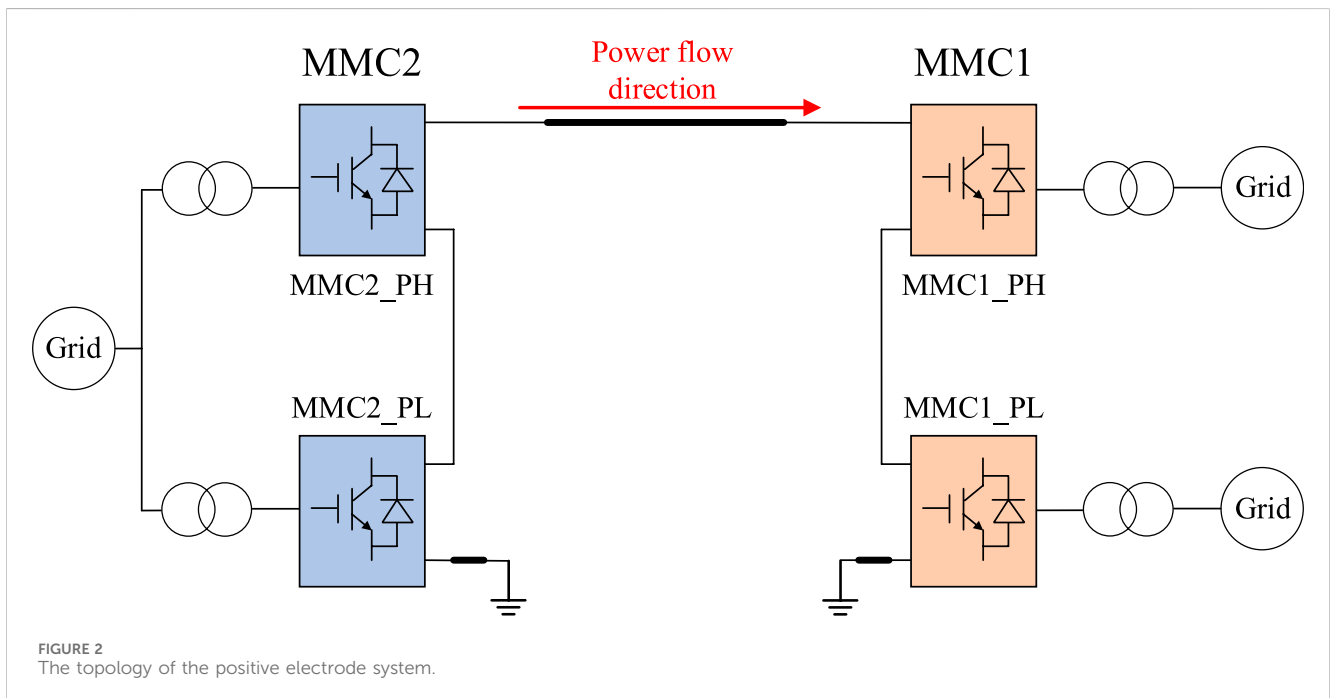 MMC2
Power flow
direction
MMC1
Grid
MMC2_PH
MMC1_PH
Grid
MMC2_PL
MMC1_PL
Grid
FIGURE 2
The topology of the positive electrode system.